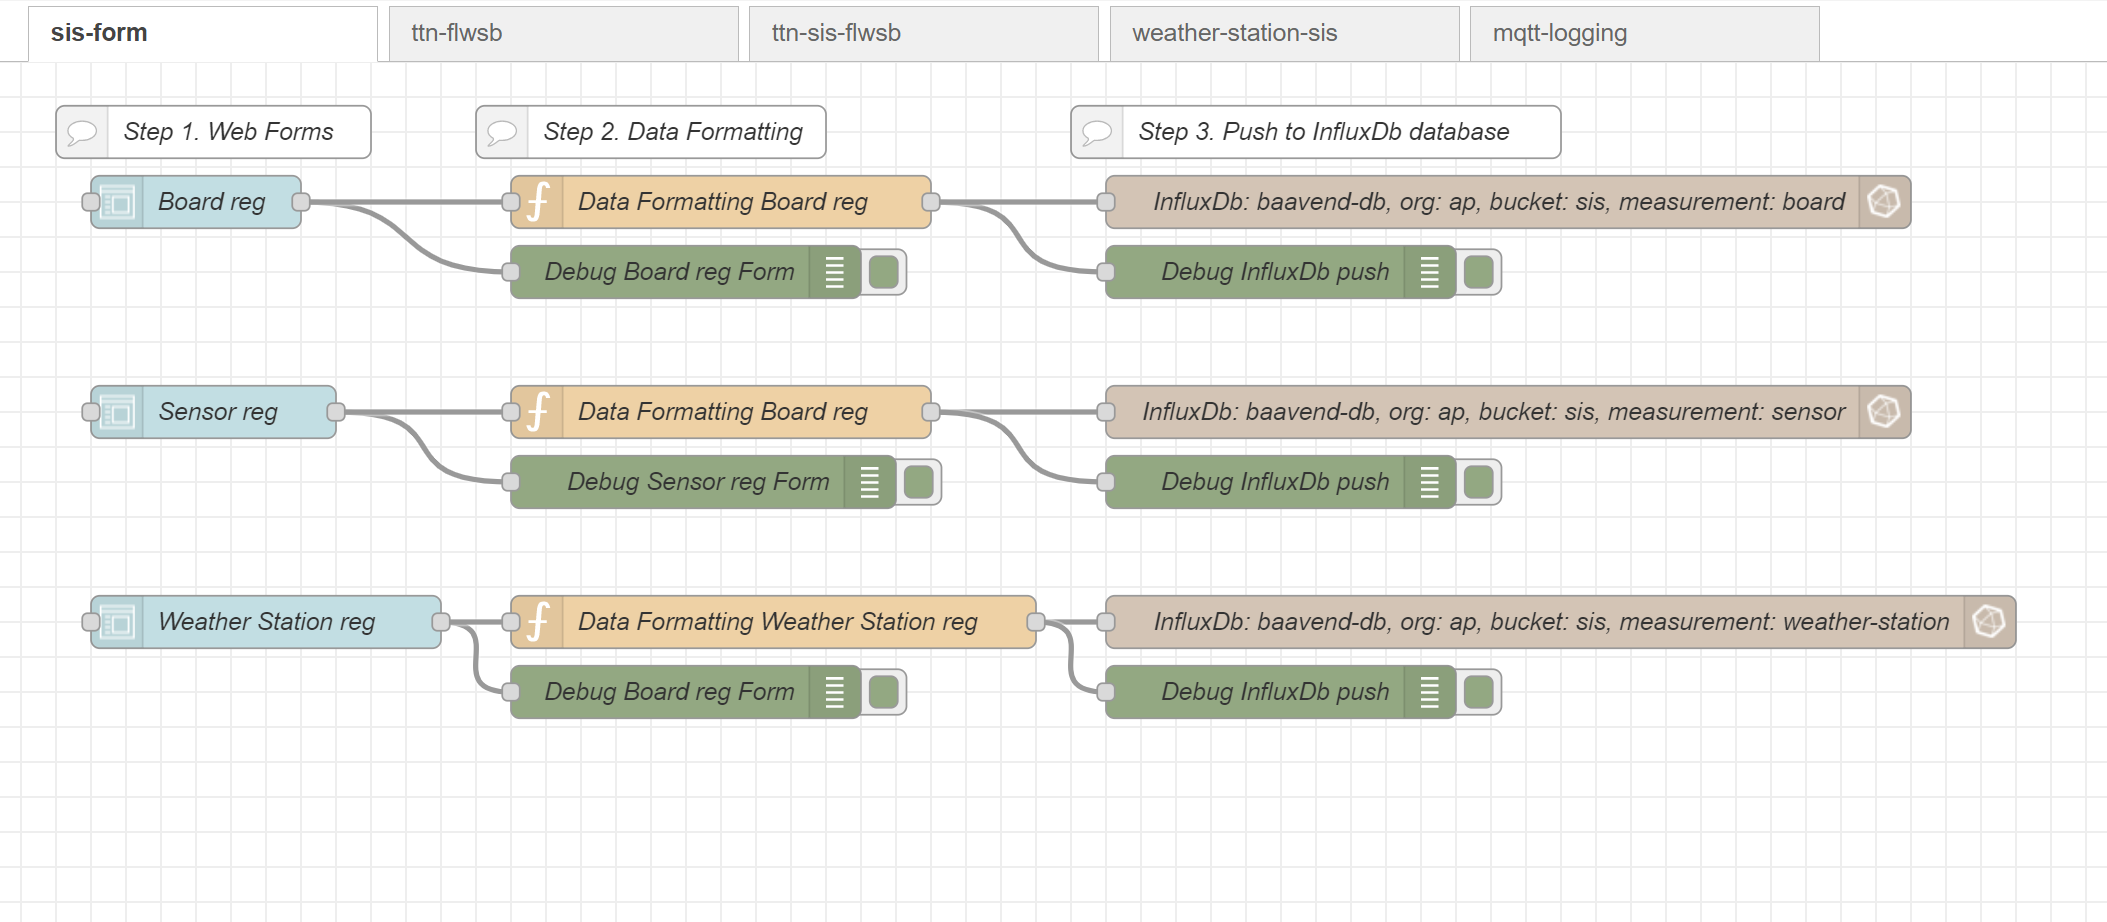 sis-form
ttn-flwsb
ttn-sis-flwsb
weather-station-sis
mqtt-logging
Step 1. Web Forms
Step 2. Data Formatting
Step 3. Push to InfluxDb database
Board reg
Data Formatting Board reg
InfluxDb: baavend-db, org: ap, bucket: sis, measurement: board
Debug Board reg Form
Debug InfluxDb push
Sensor reg
Data Formatting Board reg
InfluxDb: baavend-db, org: ap, bucket: sis, measurement: sensor
Debug Sensor reg Form
Debug InfluxDb push
Weather Station reg
Data Formatting Weather Station reg
InfluxDb: baavend-db, org: ap, bucket: sis, measurement: weather-station
Debug Board reg Form
Debug InfluxDb push